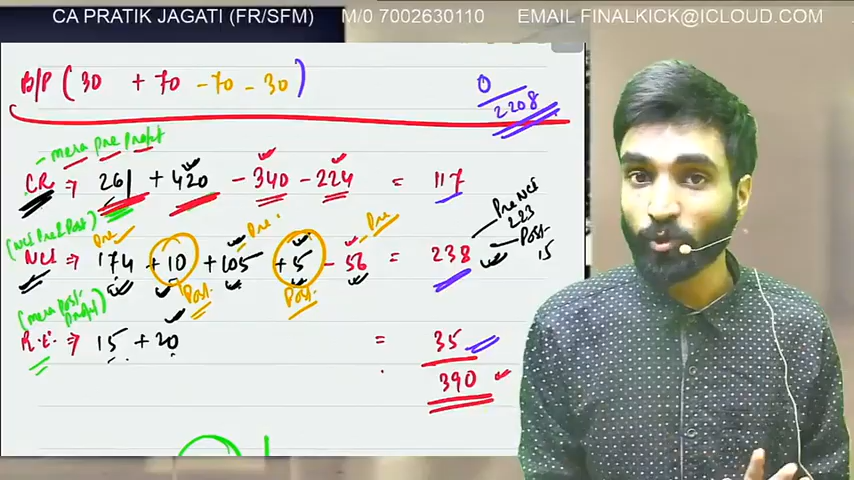 CA PRATIK JAGATI (FR/SFM) M/0 7002630110 EMAIL FINALKICK@ICLOUD.COM
B/P (30 + 70 - 70 - 30)
0
2208
- mera Pre Profit
CR ⇒ 261 + 420 - 340 - 224 = 117
(NCI Pre & Post)
Pre
Pre
Pre
Pre NCI
223
NCI ⇒ 174 + 10 + 105 + 5 - 56 = 238
Post
15
Post
Post
(mera Post Profit)
R.E. ⇒ 15 + 20 = 35
390